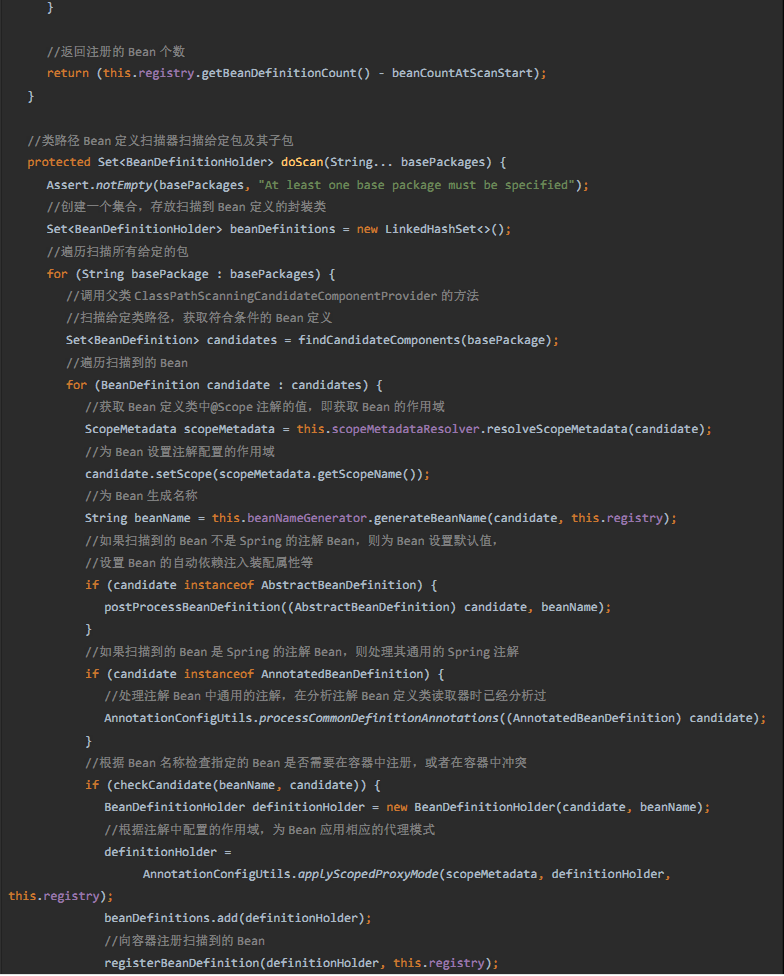 }
//返回注册的 Bean 个数
return (this.registry.getBeanDefinitionCount() - beanCountAtScanStart);
}
//类路径 Bean 定义扫描器扫描给定包及其子包
protected Set<BeanDefinitionHolder> doScan(String... basePackages) {
Assert.notEmpty(basePackages, "At least one base package must be specified");
//创建一个集合，存放扫描到 Bean 定义的封装类
Set<BeanDefinitionHolder> beanDefinitions = new LinkedHashSet<>();
//遍历扫描所有给定的包
for (String basePackage : basePackages) {
//调用父类 ClassPathScanningCandidateComponentProvider 的方法
//扫描给定类路径，获取符合条件的 Bean 定义
Set<BeanDefinition> candidates = findCandidateComponents(basePackage);
//遍历扫描到的 Bean
for (BeanDefinition candidate : candidates) {
//获取 Bean 定义类中@Scope 注解的值，即获取 Bean 的作用域
ScopeMetadata scopeMetadata = this.scopeMetadataResolver.resolveScopeMetadata(candidate);
//为 Bean 设置注解配置的作用域
candidate.setScope(scopeMetadata.getScopeName());
//为 Bean 生成名称
String beanName = this.beanNameGenerator.generateBeanName(candidate, this.registry);
//如果扫描到的 Bean 不是 Spring 的注解 Bean，则为 Bean 设置默认值，
//设置 Bean 的自动依赖注入装配属性等
if (candidate instanceof AbstractBeanDefinition) {
postProcessBeanDefinition((AbstractBeanDefinition) candidate, beanName);
}
//如果扫描到的 Bean 是 Spring 的注解 Bean，则处理其通用的 Spring 注解
if (candidate instanceof AnnotatedBeanDefinition) {
//处理注解 Bean 中通用的注解，在分析注解 Bean 定义类读取器时已经分析过
AnnotationConfigUtils.processCommonDefinitionAnnotations((AnnotatedBeanDefinition) candidate);
}
//根据 Bean 名称检查指定的 Bean 是否需要在容器中注册，或者在容器中冲突
if (checkCandidate(beanName, candidate)) {
BeanDefinitionHolder definitionHolder = new BeanDefinitionHolder(candidate, beanName);
//根据注解中配置的作用域，为 Bean 应用相应的代理模式
definitionHolder =
AnnotationConfigUtils.applyScopedProxyMode(scopeMetadata, definitionHolder,
this.registry);
beanDefinitions.add(definitionHolder);
//向容器注册扫描到的 Bean
registerBeanDefinition(definitionHolder, this.registry);